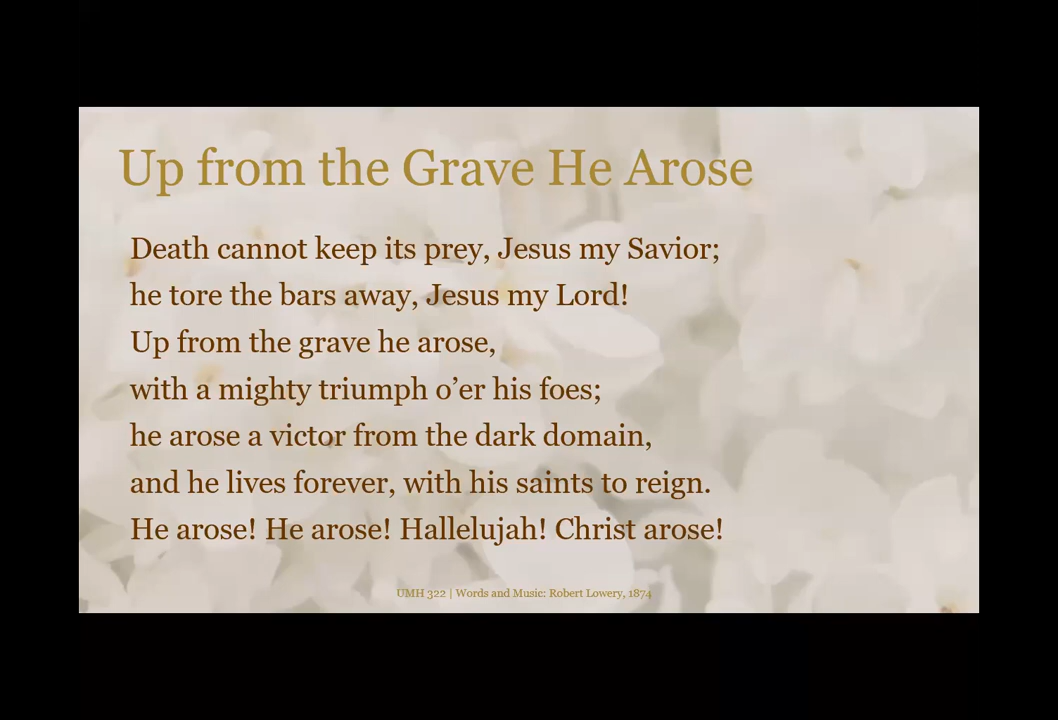 Up from the Grave He Arose
Death cannot keep its prey, Jesus my Savior;
he tore the bars away, Jesus my Lord!
Up from the grave he arose,
with a mighty triumph o’er his foes;
he arose a victor from the dark domain,
and he lives forever, with his saints to reign.
He arose! He arose! Hallelujah! Christ arose!
UMH 322 | Words and Music: Robert Lowery, 1874